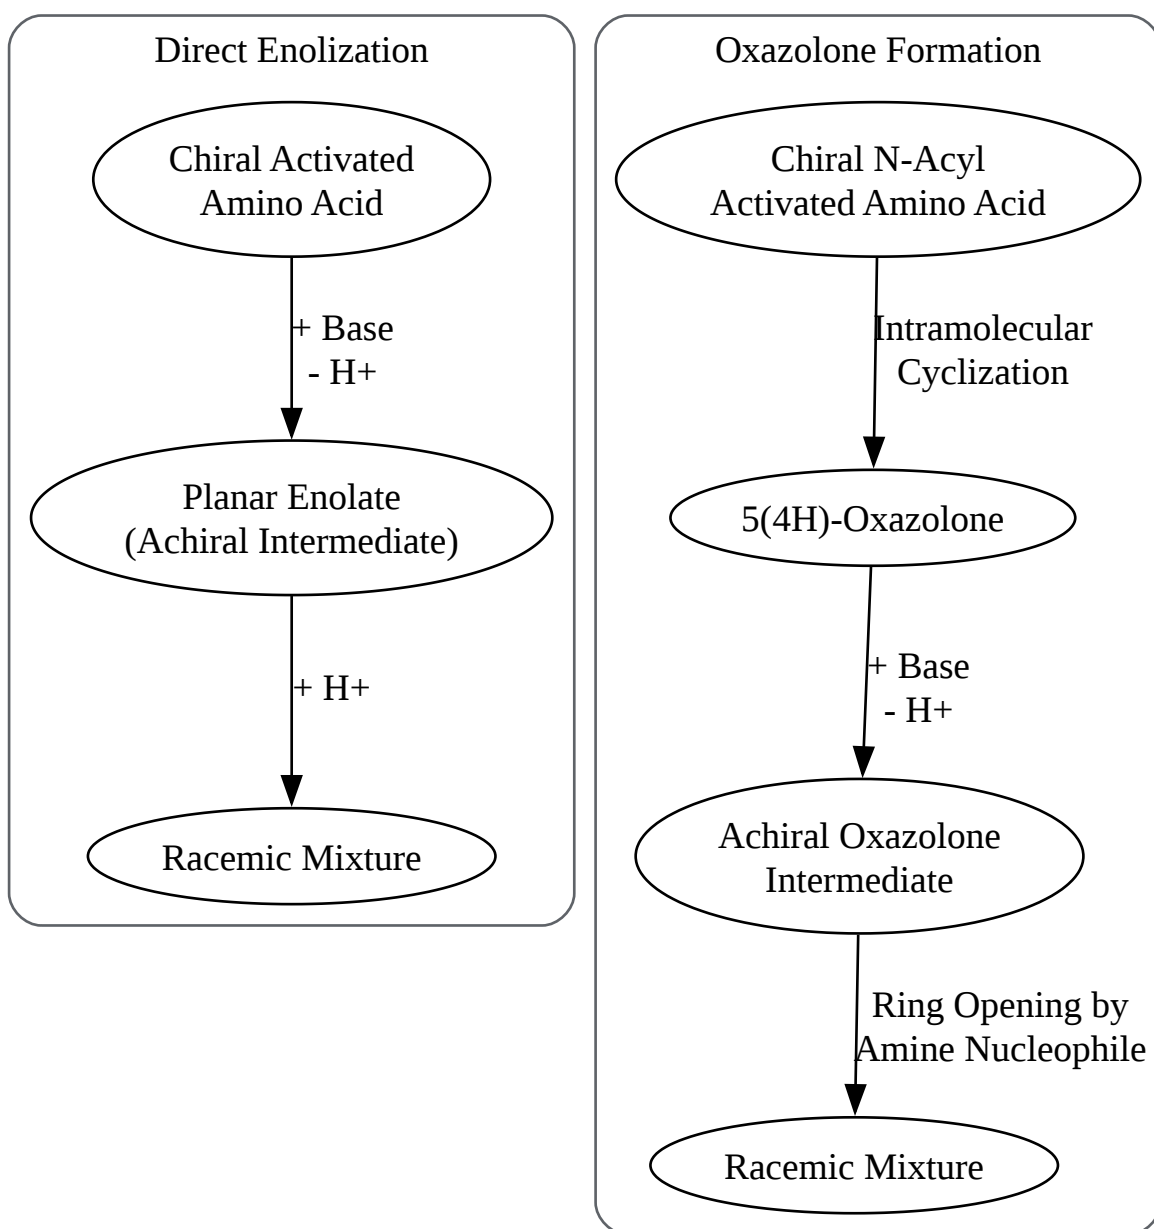 Direct Enolization
Chiral Activated
Amino Acid
+ Base
- H+
Planar Enolate
(Achiral Intermediate)
+ H+
Racemic Mixture
Oxazolone Formation
Chiral N-Acyl
Activated Amino Acid
Intramolecular
Cyclization
5(4H)-Oxazolone
+ Base
- H+
Achiral Oxazolone
Intermediate
Ring Opening by
Amine Nucleophile
Racemic Mixture